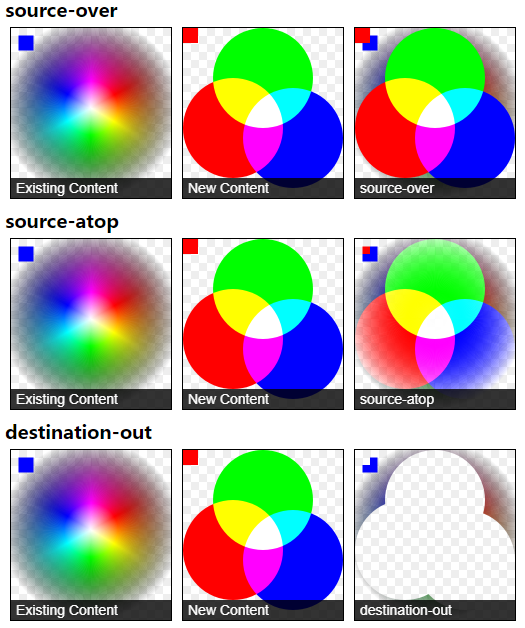 source-over
Existing Content
New Content
source-over
source-atop
Existing Content
New Content
source-atop
destination-out
Existing Content
New Content
destination-out